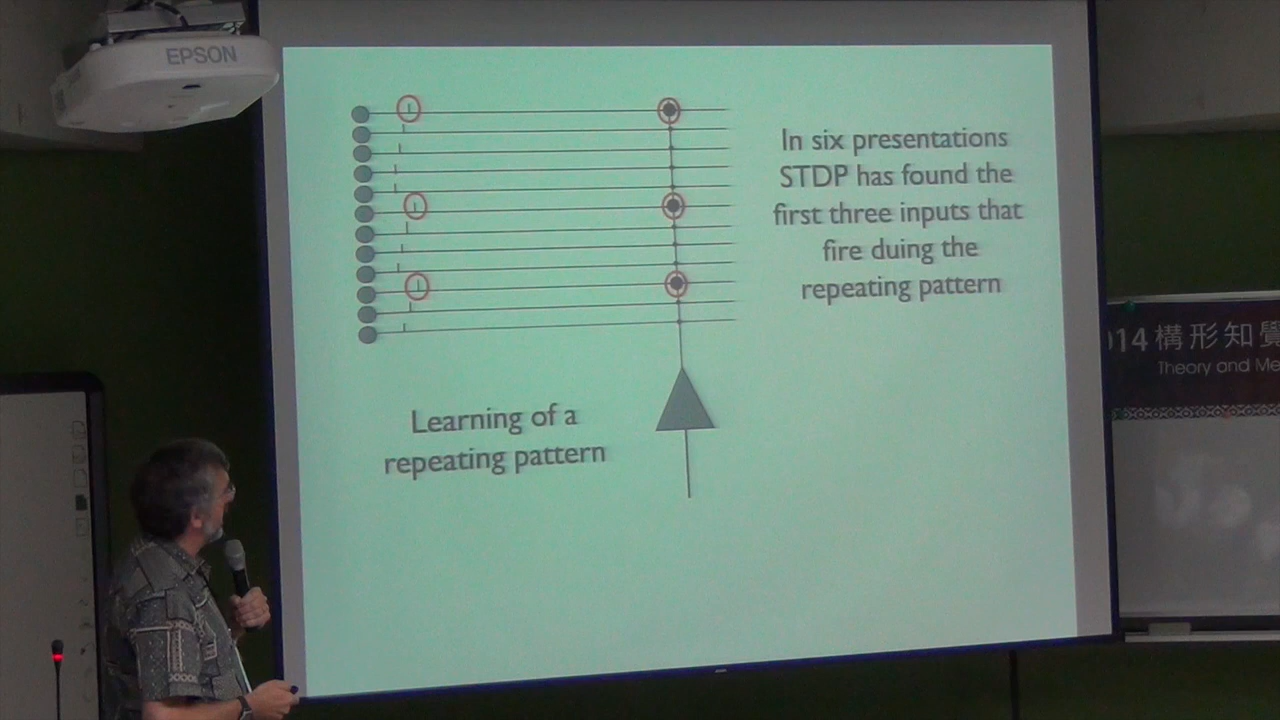 EPSON
In six presentations
STDP has found the
first three inputs that
fire duing the
repeating pattern
Learning of a
repeating pattern
014 構形知覺
Theory and Me